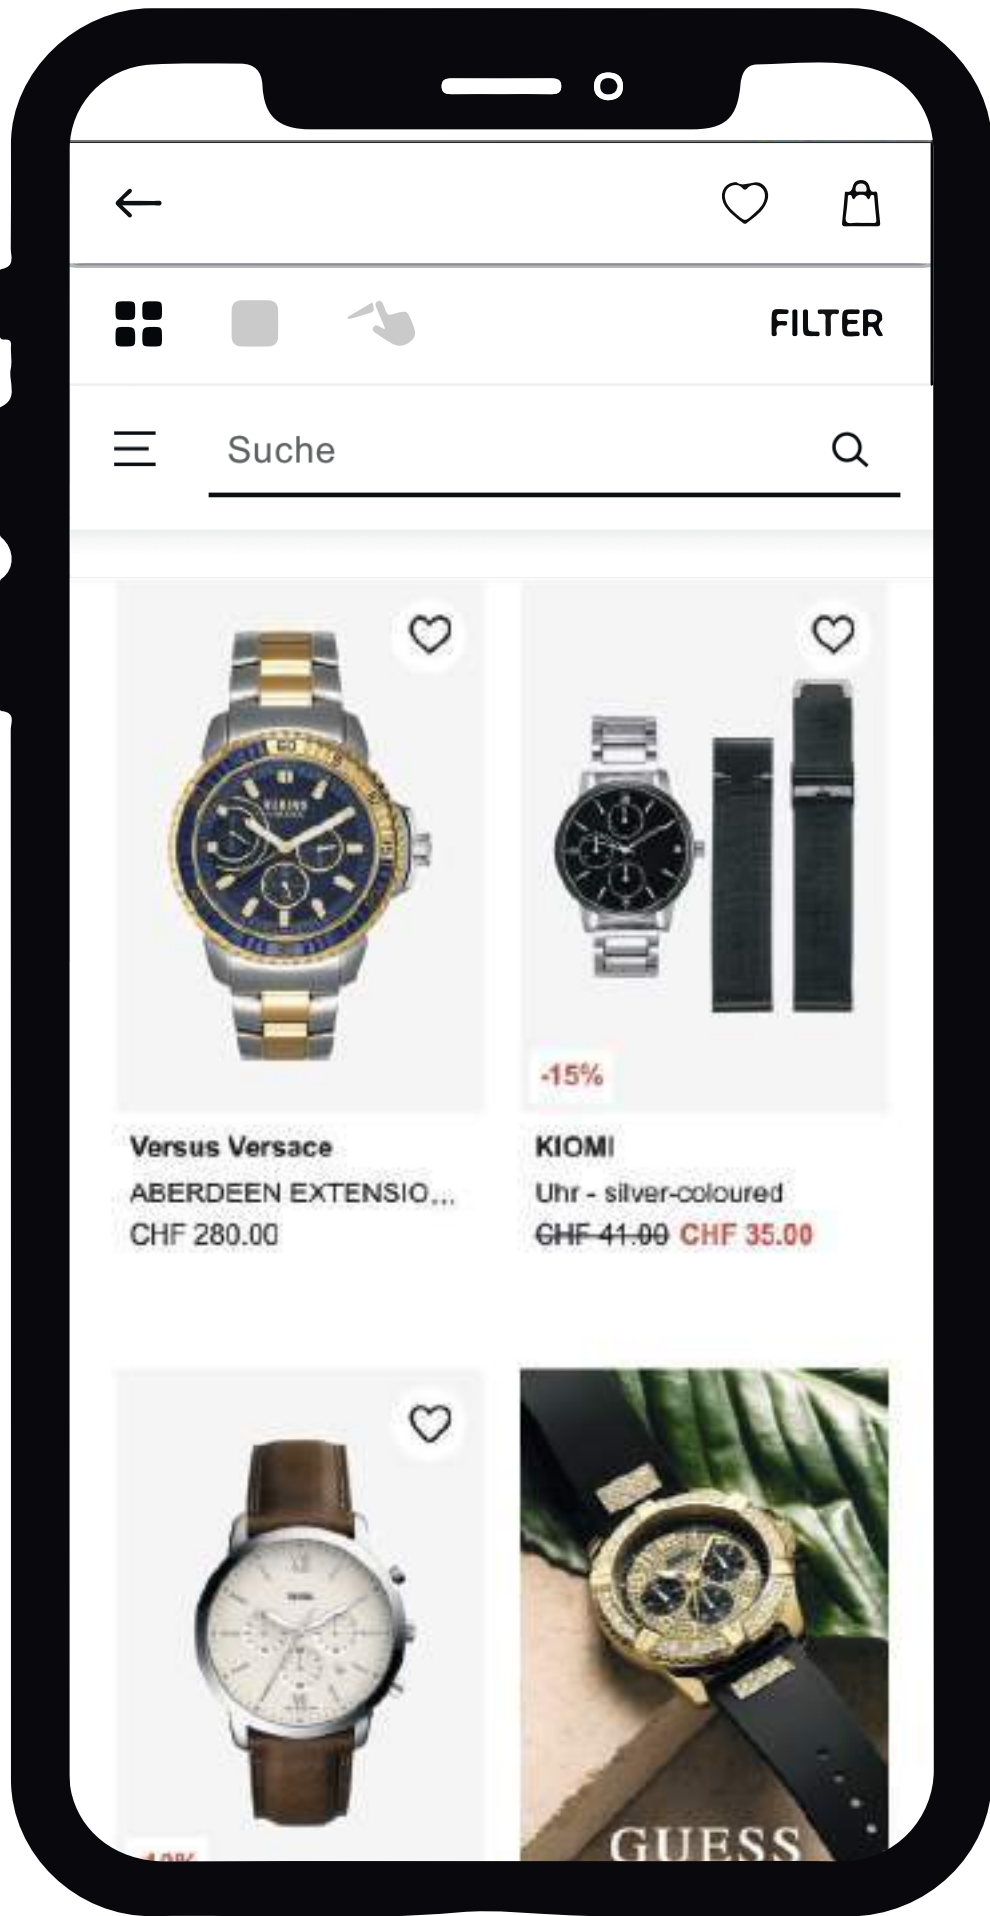 FILTER
Suche
60
-15%
Versus Versace
KIOMI
ABERDEEN EXTENSIO...
Uhr - silver-coloured
CHF 280.00
CHF 41.00 CHF 35.00
GUESS